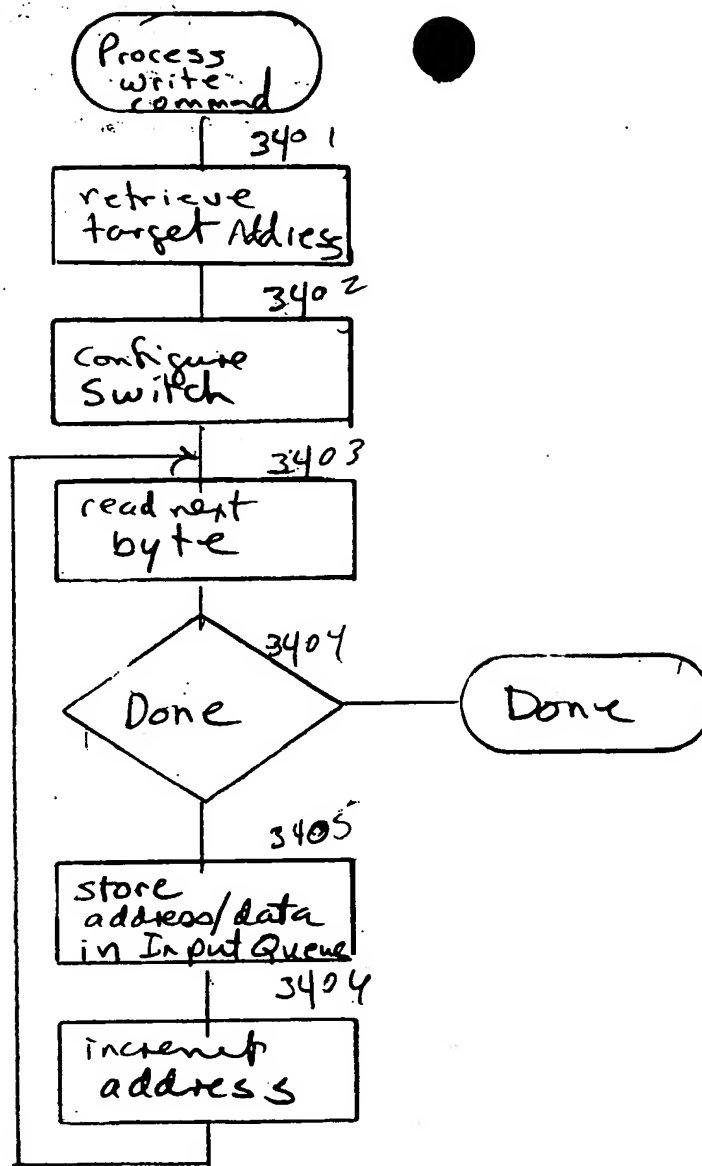 Process
write
command
3401
retrieve
target Address
3402
configure
Switch
3403
read next
byte
3404
Done
Done
3405
store
address/data
in Input Queue
3404
increment
address